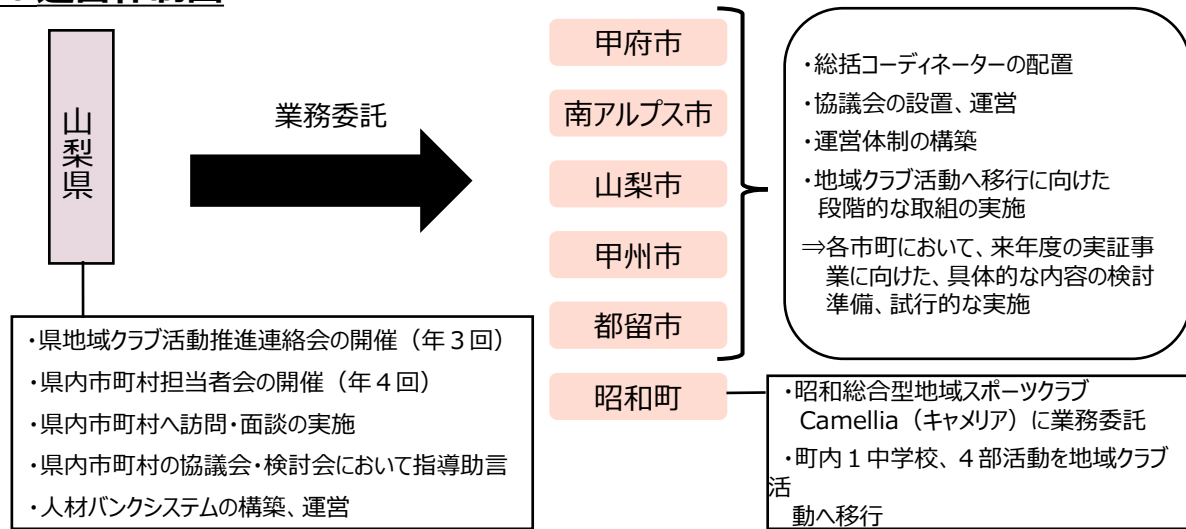 運営体制図
山梨県
業務委託
甲府市
南アルプス市
山梨市
甲州市
都留市
昭和町
・総括コーディネーターの配置
・協議会の設置、運営
・運営体制の構築
・地域クラブ活動へ移行に向けた
段階的な取組の実施
⇒各市町において、来年度の実証事
業に向けた、具体的な内容の検討
準備、試行的な実施
・県地域クラブ活動推進連絡会の開催（年３回）
・県内市町村担当者会の開催（年４回）
・県内市町村へ訪問・面談の実施
・県内市町村の協議会・検討会において指導助言
・人材バンクシステムの構築、運営
・昭和総合型地域スポーツクラブ
Camellia（キャメリア）に業務委託
・町内１中学校、４部活動を地域クラブ
活
動へ移行